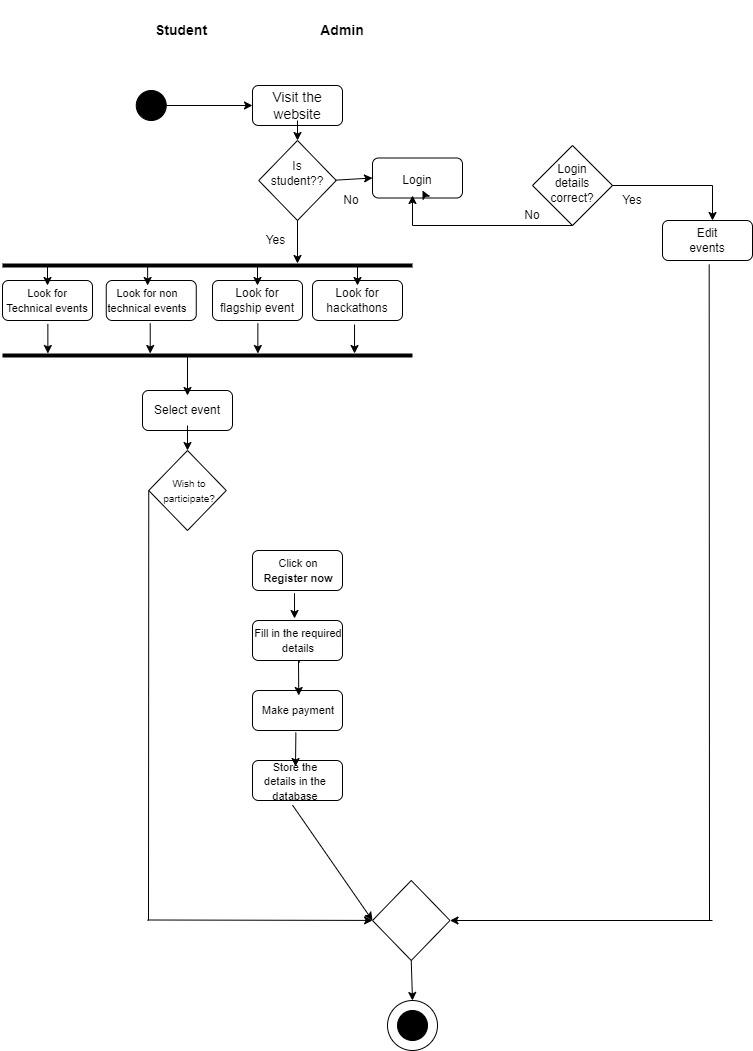 Student
Admin
Visit the
website
Is
student??
No
Login
Login
details
correct?
No
Yes
Edit
events
Yes
Look for
Technical events
Look for non
technical events
Look for
flagship event
Look for
hackathons
Select event
Wish to
participate?
Click on
Register now
Fill in the required
details
Make payment
Store the
details in the
database